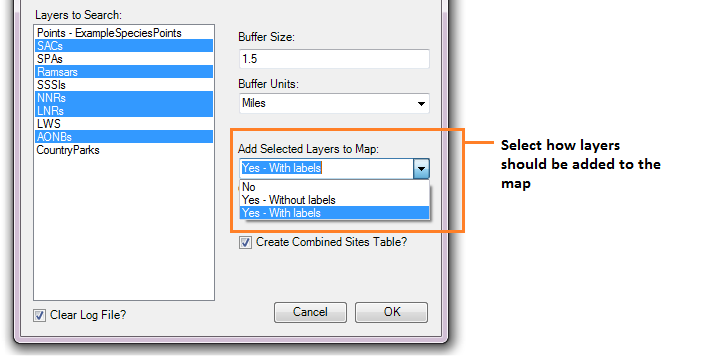 Layers to Search:
Points - ExampleSpeciesPoints
SACs
SPAs
Ramsars
SSSIs
NNRs
LNRs
LWS
AONBs
CountryParks
Clear Log File?
Buffer Size:
1.5
Buffer Units:
Miles
Add Selected Layers to Map:
Yes - With labels
No
Yes - Without labels
Yes - With labels
Create Combined Sites Table?
Cancel
OK
Select how layers
should be added to the
map